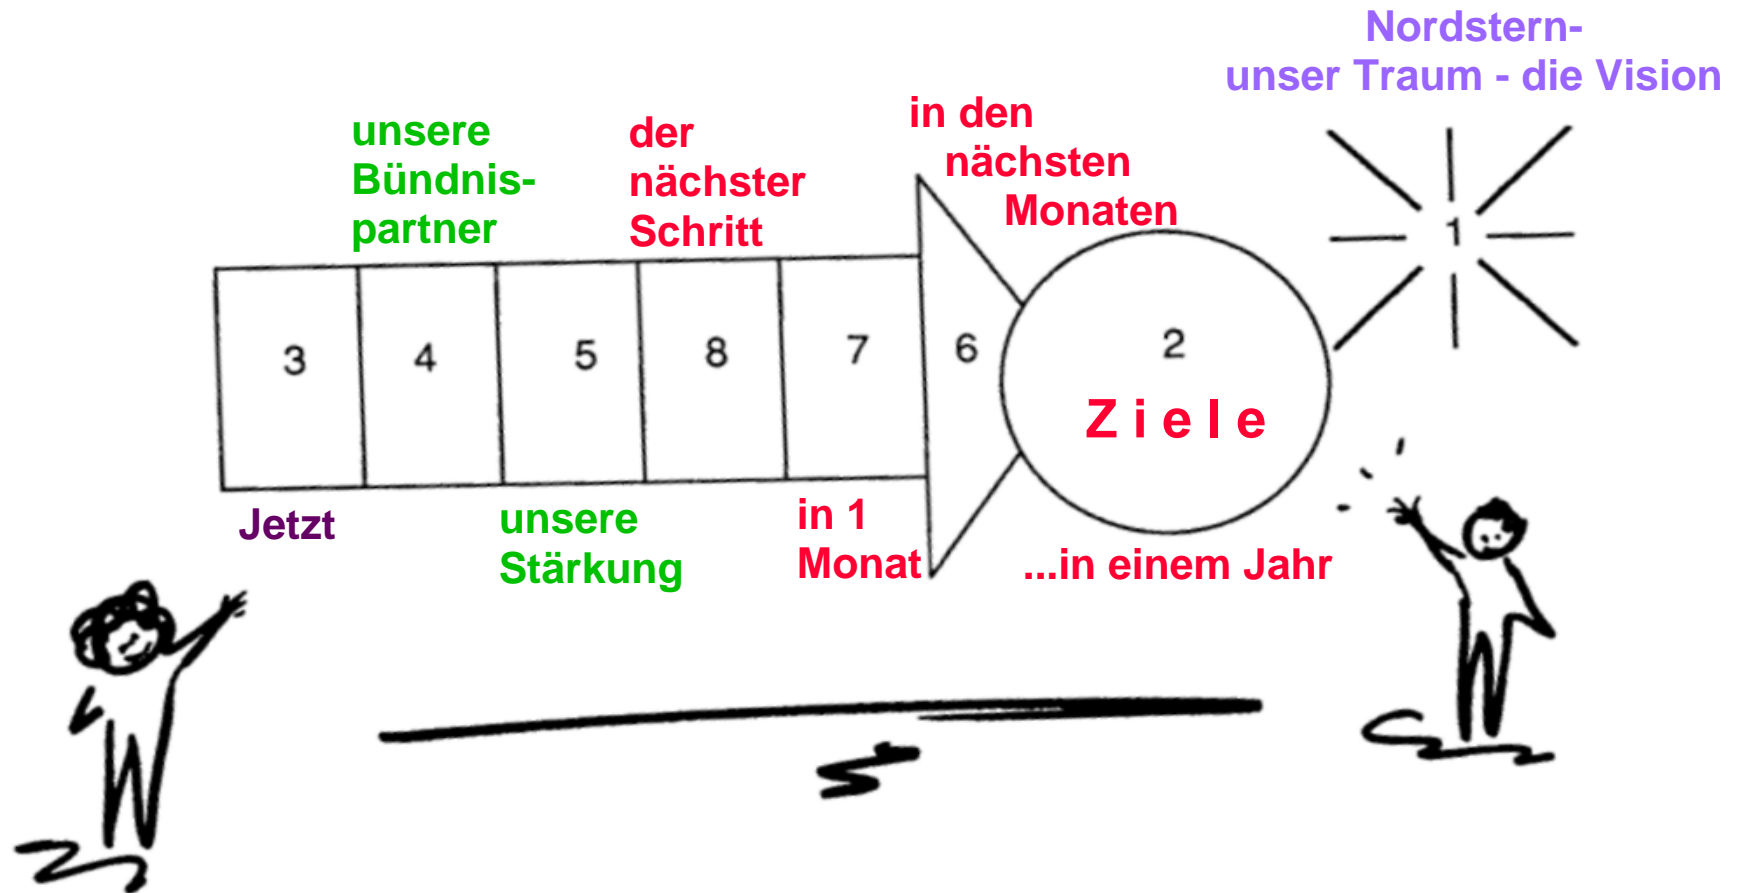 Nordstern-
unser Traum - die Vision
unsere
Bündnis-
partner
der
nächster
Schritt
in den
nächsten
Monaten
1
3
4
5
8
7
6
2
Ziele
Jetzt
unsere
Stärkung
in 1
Monat
...in einem Jahr